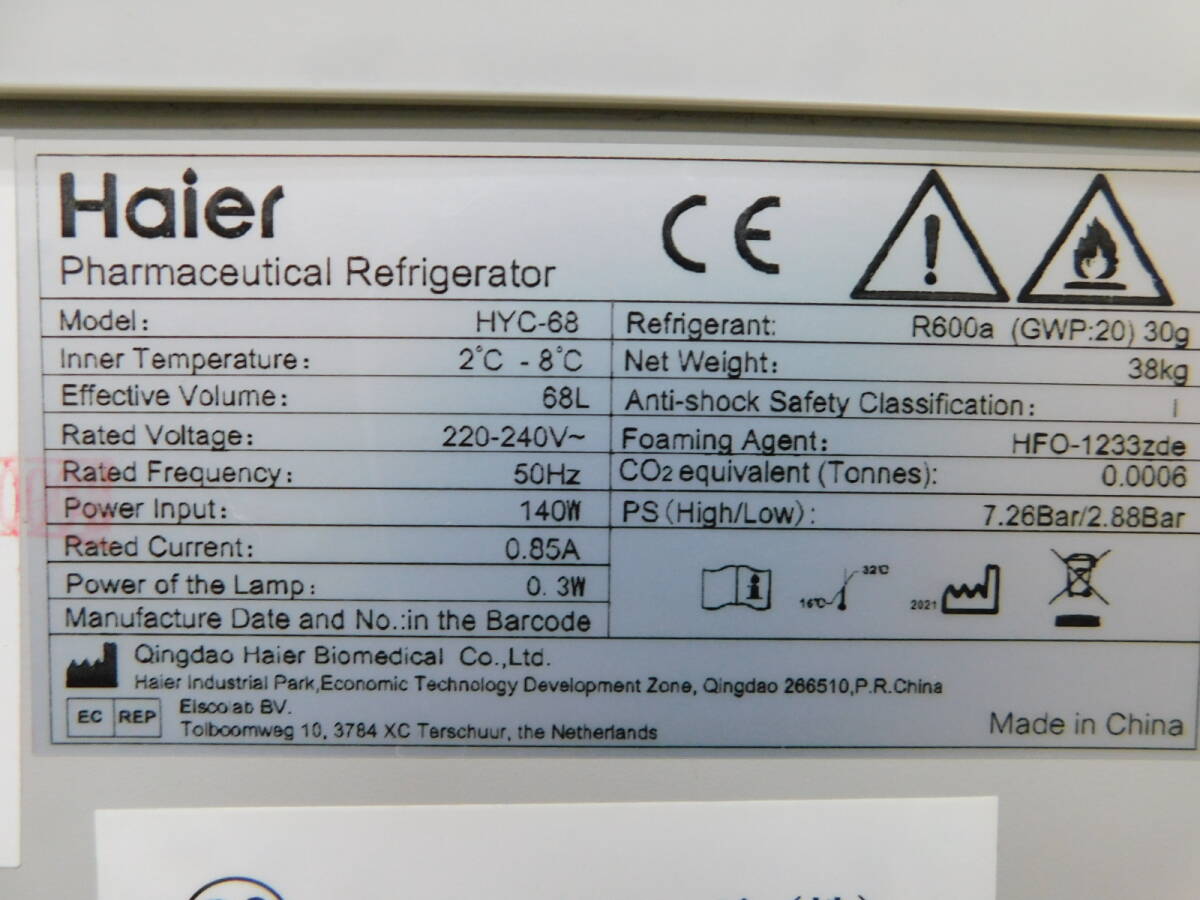 Haier
Pharmaceutical Refrigerator
CE
Model: HYC-68
Inner Temperature: 2°C - 8°C
Effective Volume: 68L
Rated Voltage: 220-240V~
Rated Frequency: 50Hz
Power Input: 140W
Rated Current: 0.85A
Power of the Lamp: 0.3W
Manufacture Date and No.:in the Barcode
Refrigerant: R600a (GWP:20) 30g
Net Weight: 38kg
Anti-shock Safety Classification: I
Foaming Agent: HFO-1233zde
CO2 equivalent (Tonnes): 0.0006
PS(High/Low): 7.26Bar/2.88Bar
16℃ 32℃
2021
Qingdao Haier Biomedical Co.,Ltd.
Haier Industrial Park,Economic Technology Development Zone, Qingdao 266510,P.R.China
EC REP
Eiscolab BV.
Tolboomweg 10, 3784 XC Terschuur, the Netherlands
Made in China